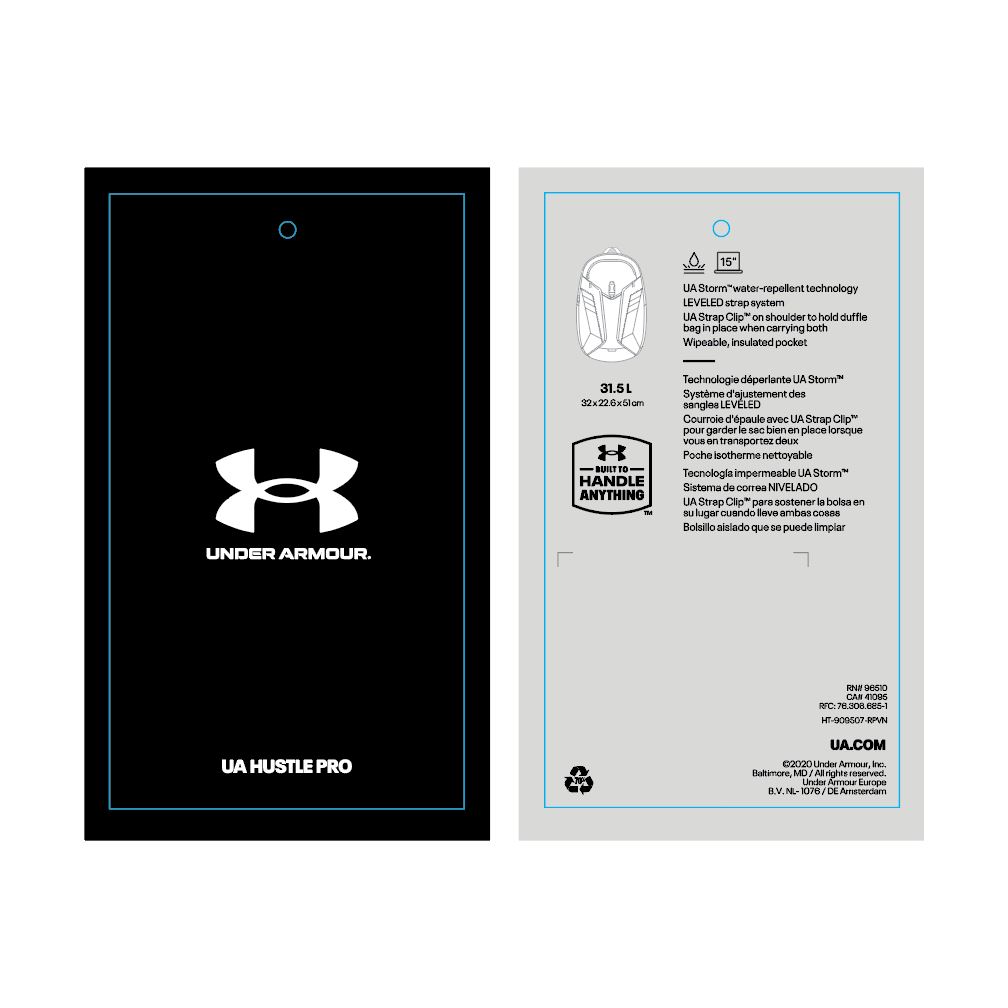 UNDER ARMOUR.
UA HUSTLE PRO
15"
UA Storm™ water-repellent technology
LEVELED strap system
UA Strap Clip™ on shoulder to hold duffle
bag in place when carrying both
Wipeable, insulated pocket
Technologie déperlante UA Storm™
Système d'ajustement des
sangles LEVELED
Courroie d'épaule avec UA Strap Clip™
pour garder le sac bien en place lorsque
vous en transportez deux
Poche isotherme nettoyable
Tecnología impermeable UA Storm™
Sistema de correa NIVELADO
UA Strap Clip™ para sostener la bolsa en
su lugar cuando lleve ambas cosas
Bolsillo aislado que se puede limpiar
31.5 L
32 x 22.6 x 51 cm
BUILT TO
HANDLE
ANYTHING
TM
RN# 96510
CA# 41095
RFC: 76.306.685-1
HT-909507-RPVN
UA.COM
©2020 Under Armour, Inc.
Baltimore, MD / All rights reserved.
Under Armour Europe
B.V. NL- 1076 / DE Amsterdam
70%